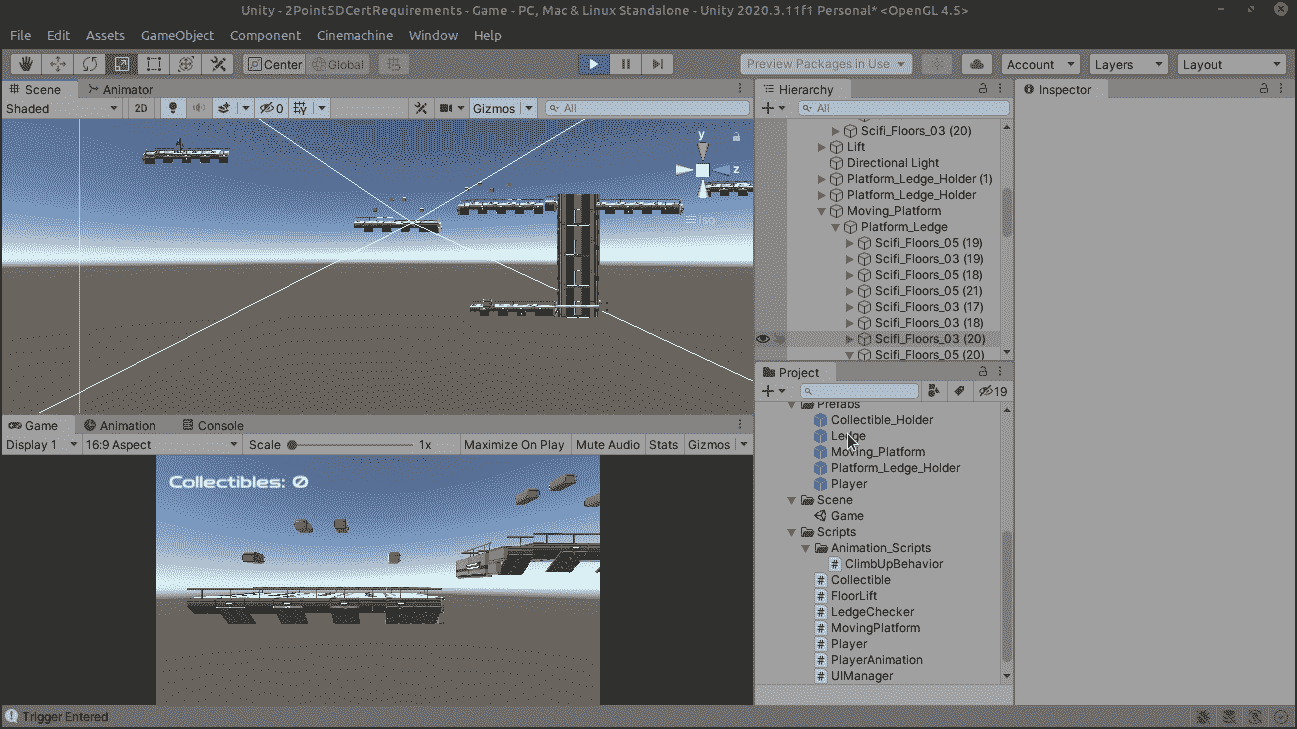 Unity - 2Point5DCertRequirements - Game - PC, Mac & Linux Standalone - Unity 2020.3.11f1 Personal* <OpenGL 4.5>
File Edit Assets GameObject Component Cinemachine Window Help
Center Global Preview Packages in Use Account Layers Layout
Scene Animator
Shaded 2D 0 Gizmos All
y
z
Iso
Hierarchy
All
Scifi_Floors_03 (20)
Lift
Directional Light
Platform_Ledge_Holder (1)
Platform_Ledge_Holder
Moving_Platform
Platform_Ledge
Scifi_Floors_05 (19)
Scifi_Floors_03 (19)
Scifi_Floors_05 (18)
Scifi_Floors_05 (21)
Scifi_Floors_03 (17)
Scifi_Floors_03 (18)
Scifi_Floors_03 (20)
Scifi_Floors_05 (20)
Inspector
Game Animation Console
Display 1 16:9 Aspect Scale 1x Maximize On Play Mute Audio Stats Gizmos
Collectibles: 0
Project
19
Prefabs
Collectible_Holder
Ledge
Moving_Platform
Platform_Ledge_Holder
Player
Scene
Game
Scripts
Animation_Scripts
ClimbUpBehavior
Collectible
FloorLift
LedgeChecker
MovingPlatform
Player
PlayerAnimation
UIManager
Trigger Entered